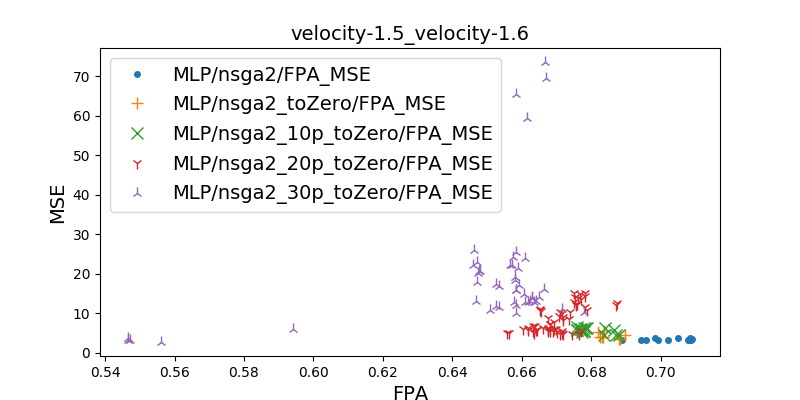 velocity-1.5_velocity-1.6
MLP/nsga2/FPA_MSE
MLP/nsga2_toZero/FPA_MSE
MLP/nsga2_10p_toZero/FPA_MSE
MLP/nsga2_20p_toZero/FPA_MSE
MLP/nsga2_30p_toZero/FPA_MSE
MSE
70
60
50
40
30
20
10
0
0.54 0.56 0.58 0.60 0.62 0.64 0.66 0.68 0.70
FPA